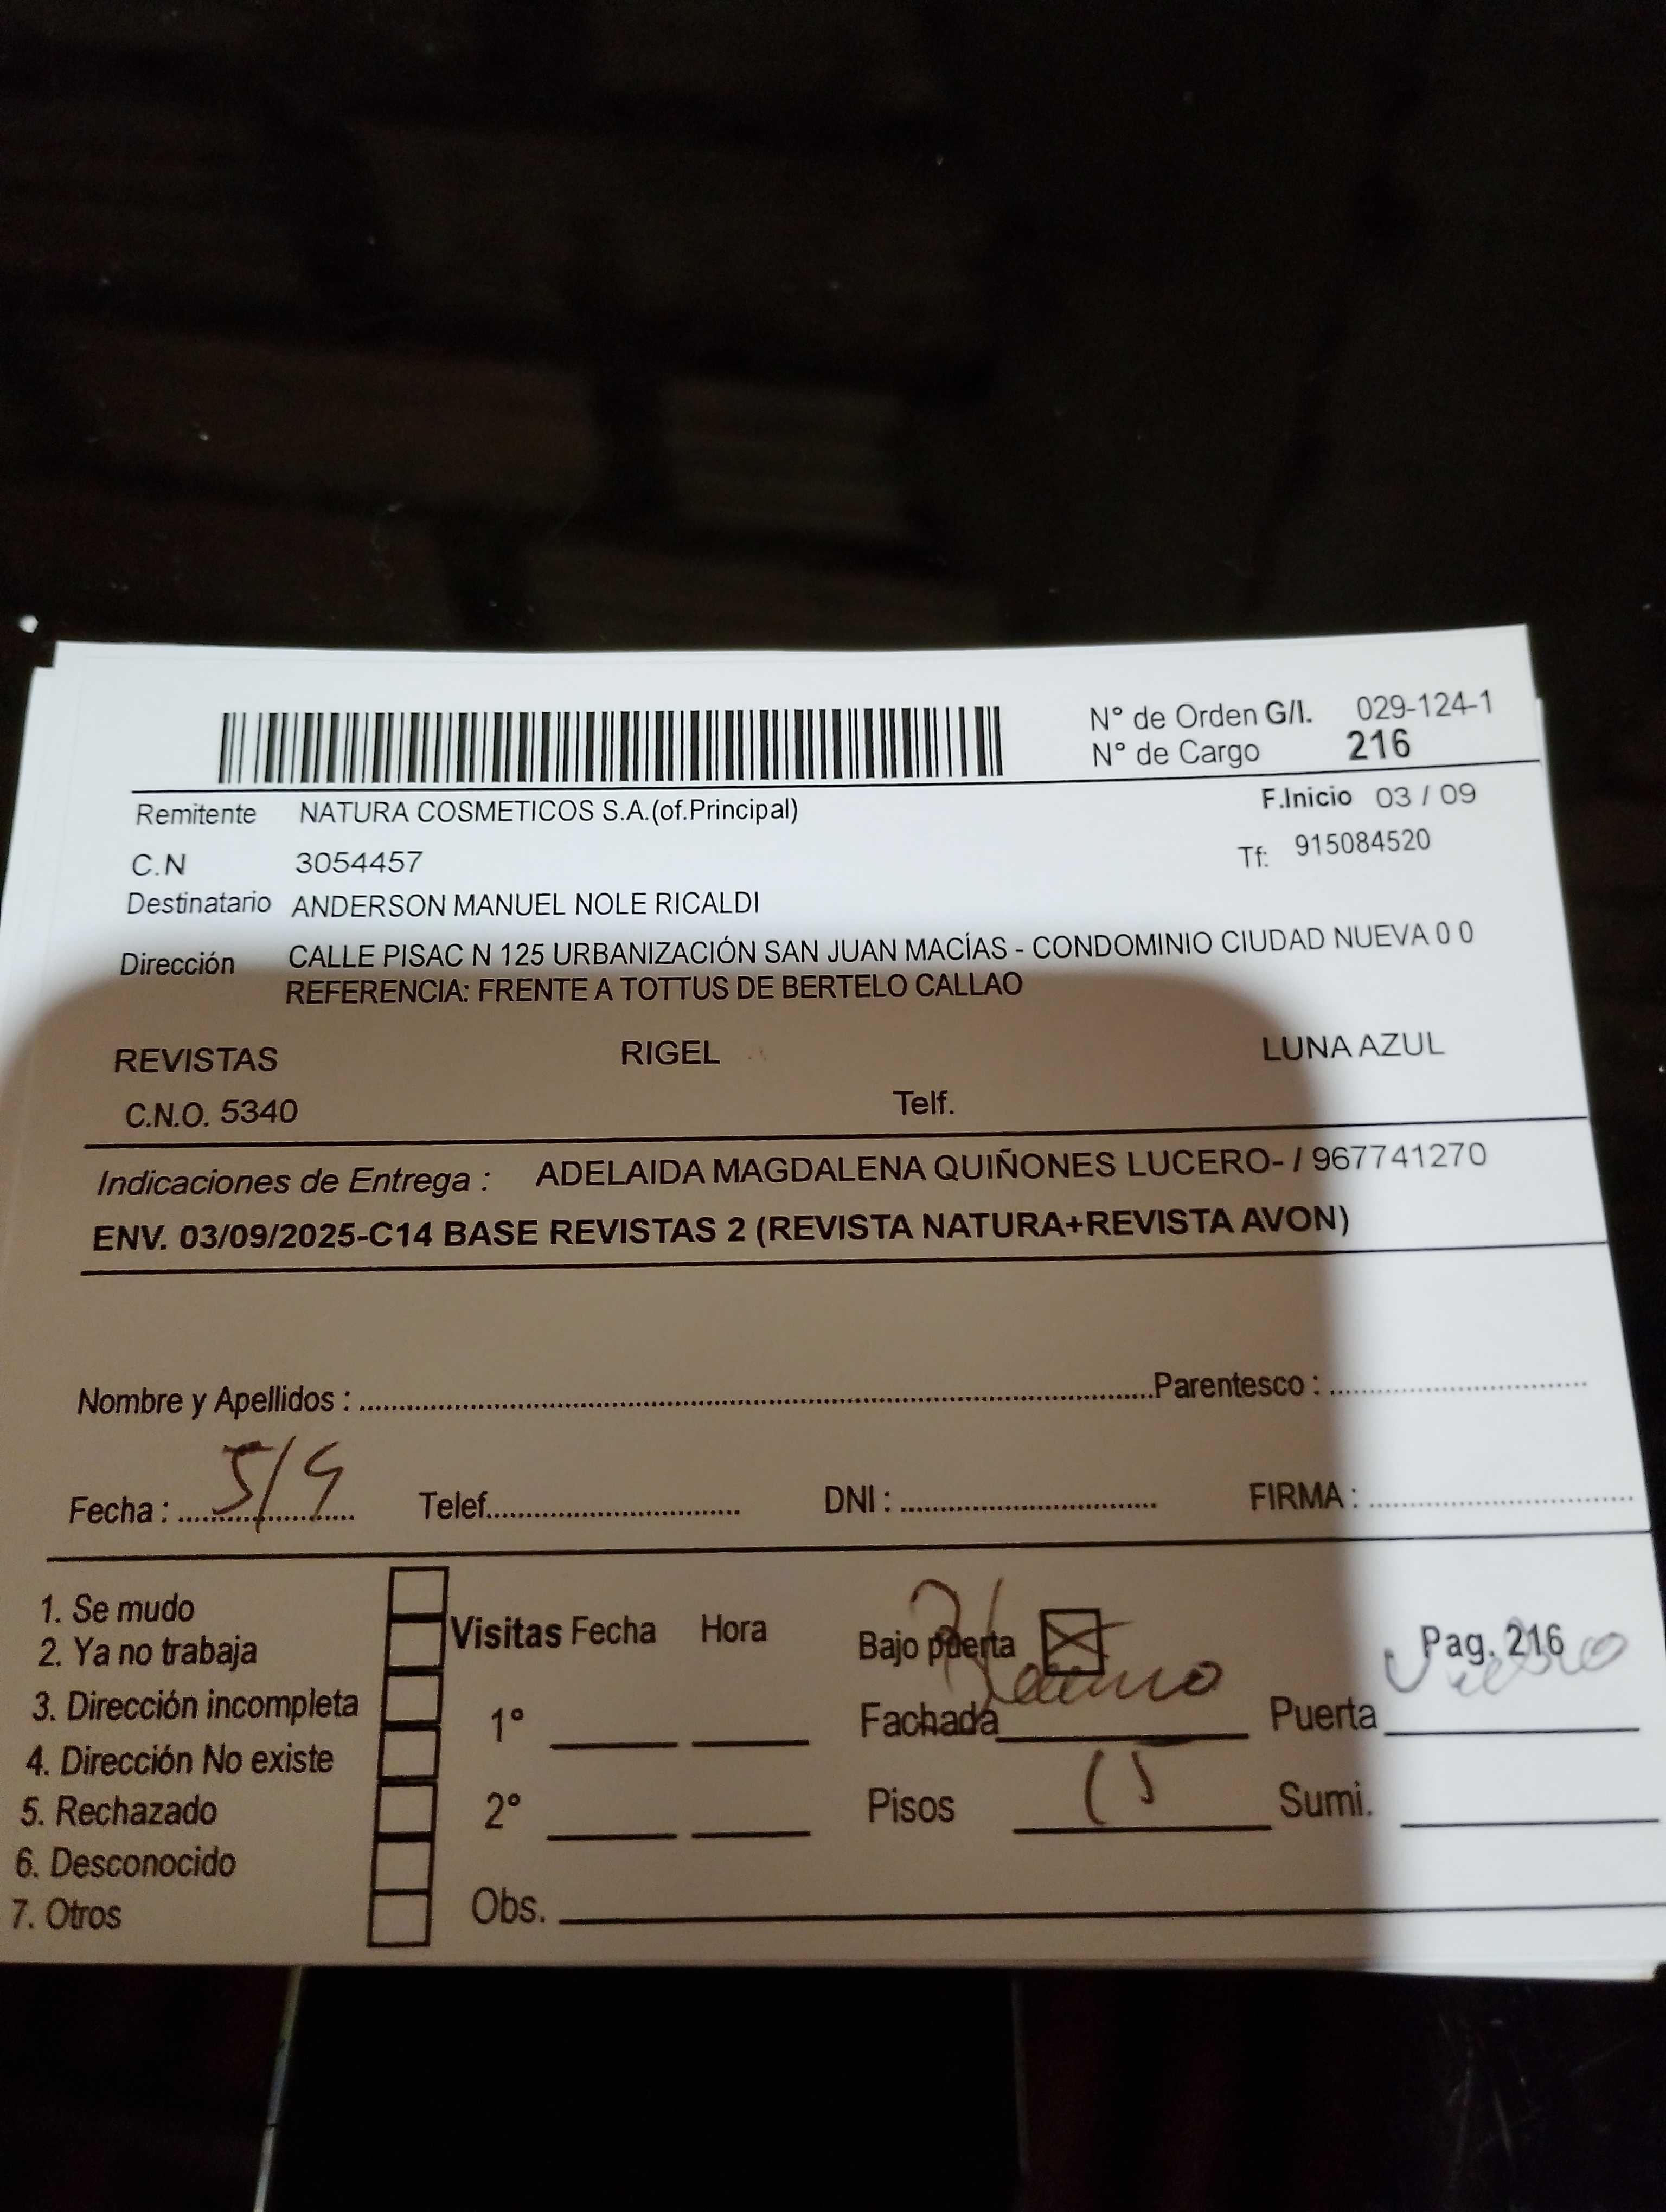 N° de Orden G/I. 029-124-1
N° de Cargo 216
Remitente NATURA COSMETICOS S.A.(of.Principal) F.Inicio 03 / 09
C.N 3054457 Tf: 915084520
Destinatario ANDERSON MANUEL NOLE RICALDI
Dirección CALLE PISAC N 125 URBANIZACIÓN SAN JUAN MACÍAS - CONDOMINIO CIUDAD NUEVA 0 0
REFERENCIA: FRENTE A TOTTUS DE BERTELO CALLAO
REVISTAS RIGEL LUNA AZUL
C.N.O. 5340 Telf.
Indicaciones de Entrega : ADELAIDA MAGDALENA QUIÑONES LUCERO- / 967741270
ENV. 03/09/2025-C14 BASE REVISTAS 2 (REVISTA NATURA+REVISTA AVON)
Nombre y Apellidos : Parentesco :
Fecha : 5/9 Telef. DNI : FIRMA :
1. Se mudo
2. Ya no trabaja
3. Dirección incompleta
4. Dirección No existe
5. Rechazado
6. Desconocido
7. Otros
Visitas Fecha Hora
1°
2°
Obs.
Bajo puerta Pag. 216
Fachada Puerta
Pisos 15 Sumi.